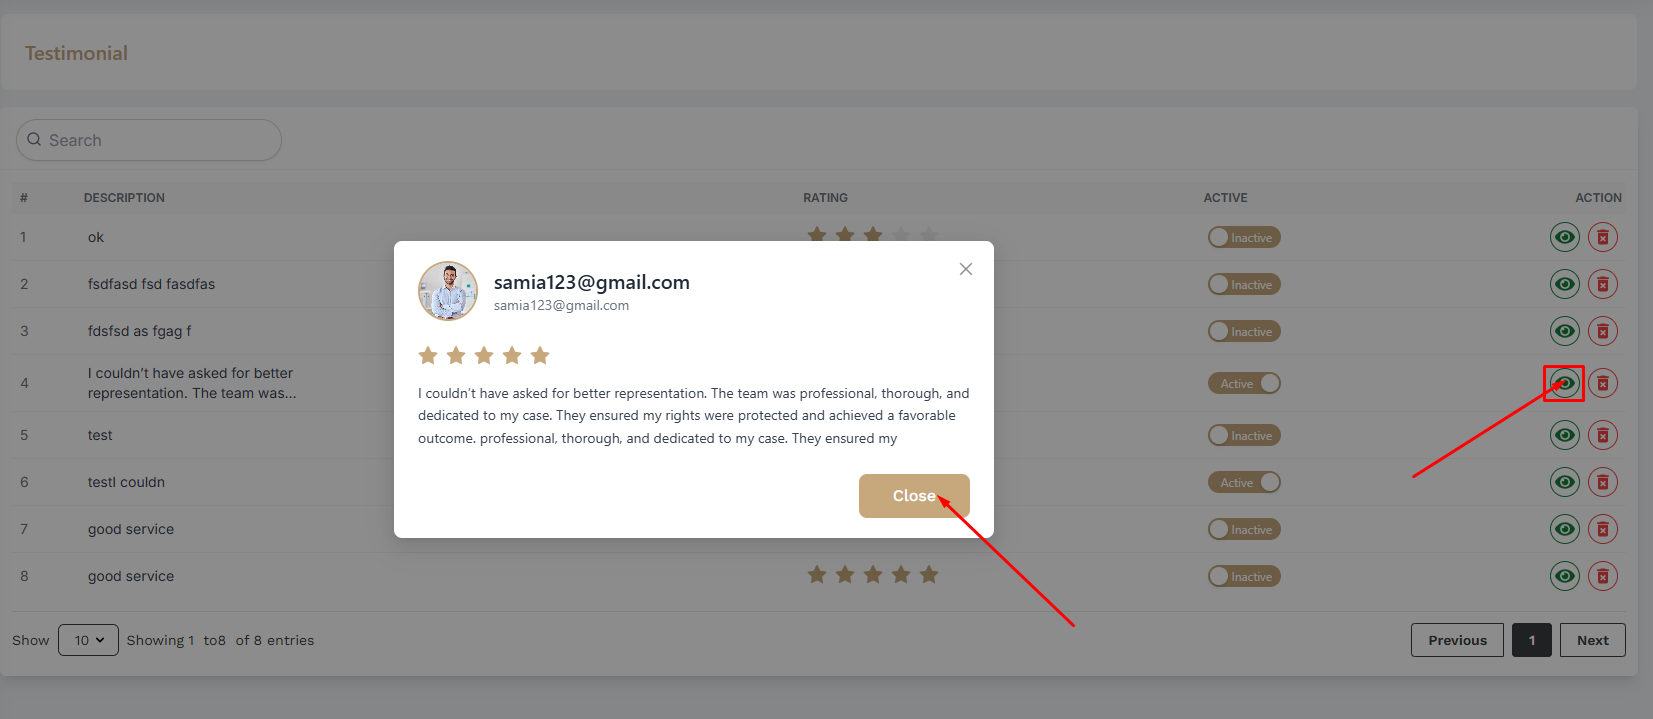 Testimonial
Search
# DESCRIPTION RATING ACTIVE ACTION
1 ok Inactive
2 fsdfasd fsd fasdfas Inactive
3 fdsfsd as fgag f Inactive
4 I couldn’t have asked for better representation. The team was... Active
5 test Inactive
6 testI couldn Active
7 good service Inactive
8 good service Inactive
samia123@gmail.com
samia123@gmail.com
I couldn’t have asked for better representation. The team was professional, thorough, and
dedicated to my case. They ensured my rights were protected and achieved a favorable
outcome. professional, thorough, and dedicated to my case. They ensured my
Close
Show 10 Showing 1 to8 of 8 entries Previous 1 Next